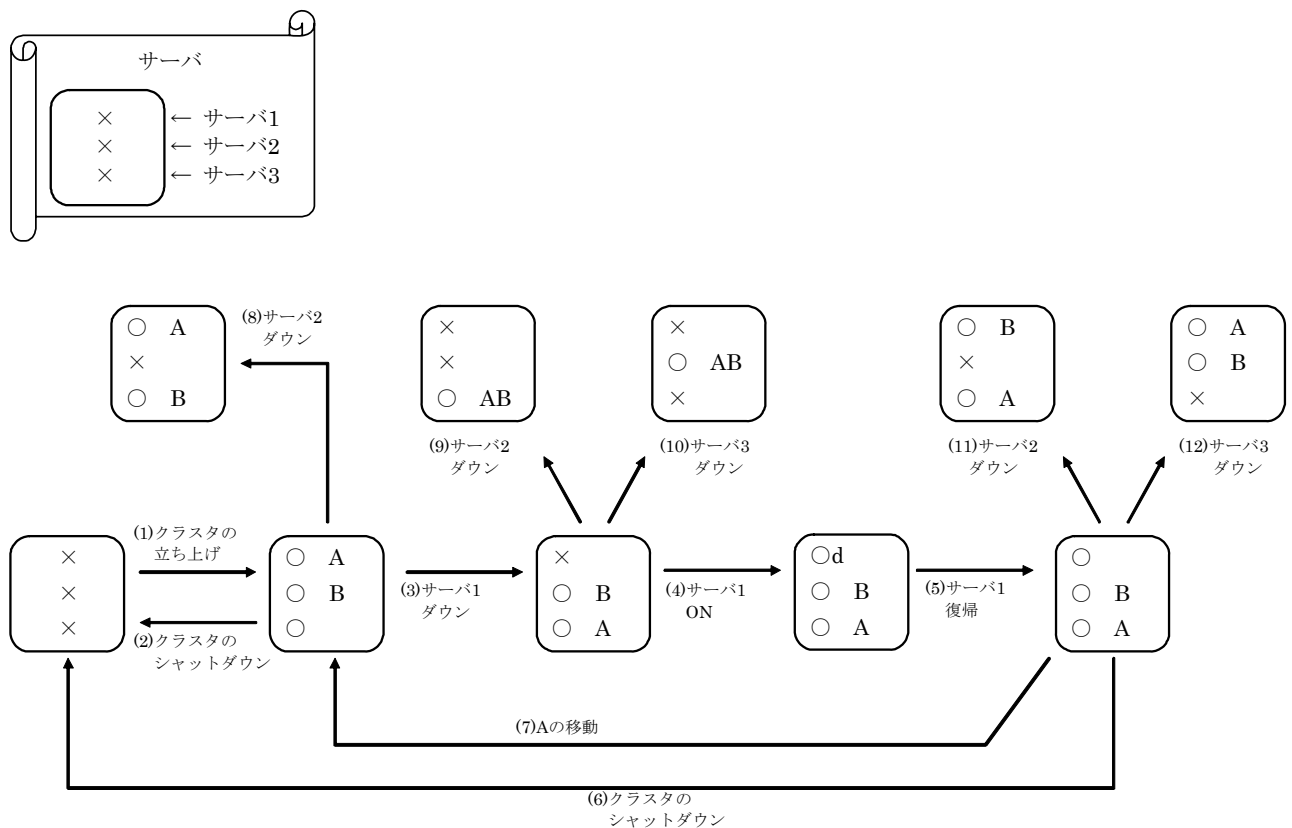 サーバ
× ← サーバ1
× ← サーバ2
× ← サーバ3
○ A
×
○ B
(8)サーバ2
ダウン
×
×
○ AB
×
○ AB
×
○ B
×
○ A
○ A
○ B
×
(9)サーバ2
ダウン
(10)サーバ3
ダウン
(11)サーバ2
ダウン
(12)サーバ3
ダウン
×
×
×
(1)クラスタの
立ち上げ
(2)クラスタの
シャットダウン
○ A
○ B
○
(3)サーバ1
ダウン
×
○ B
○ A
(4)サーバ1
ON
○d
○ B
○ A
(5)サーバ1
復帰
○
○ B
○ A
(7)Aの移動
(6)クラスタの
シャットダウン